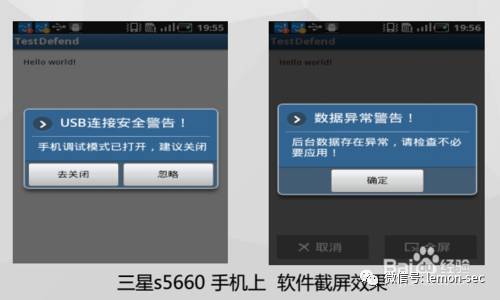 19:55
TestDefend
Hello world!
USB连接安全警告！
手机调试模式已打开，建议关闭
去关闭
忽略
19:56
TestDefend
Hello world!
数据异常警告！
后台数据存在异常，请检查不必
要应用！
确定
取消
全屏
Bai 经验
三星s5660 手机上 软件截屏效果
微信号: lemon-sec